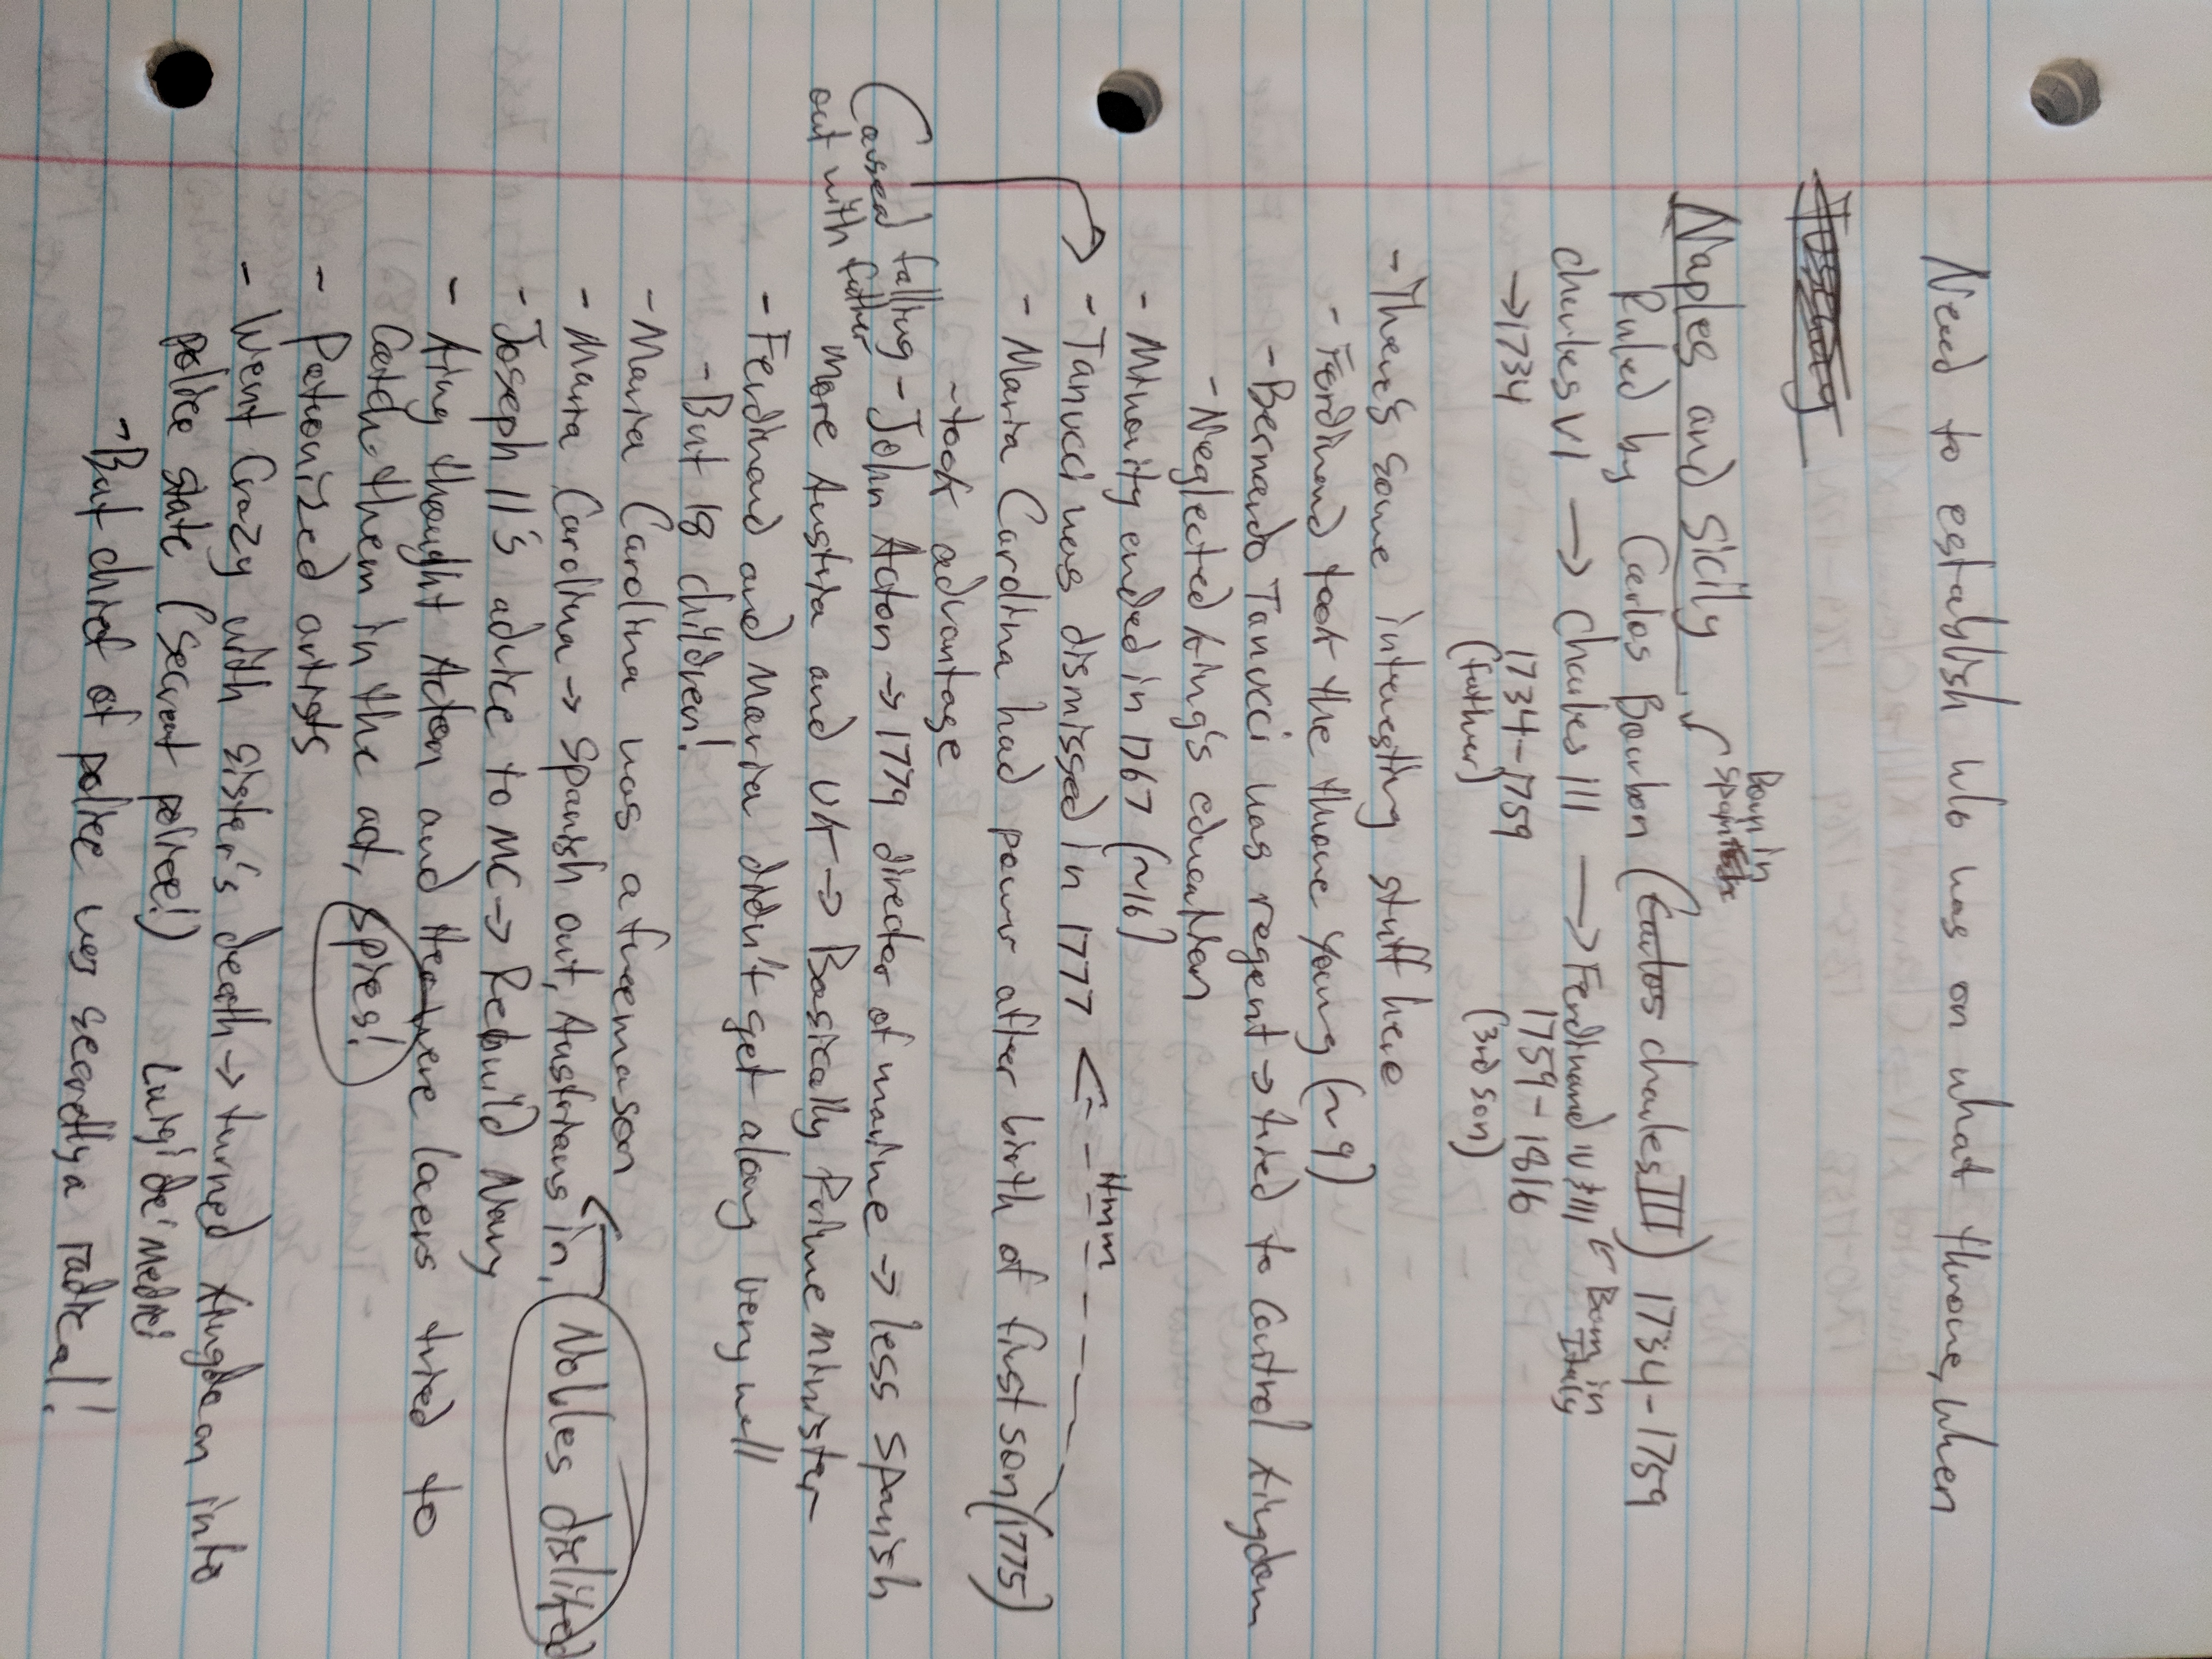 Need to establish who was on what throne, when
Naples and Sicily
Born in
Spain
Ruled by Carlos Bourbon (Carlos Charles III) 1734-1759
Charles VI → Charles III → Ferdinand IV & III ← Born in
Italy
→1734 1734-1759 1759-1816
(father) (3rd son)
- There's some interesting stuff here
- Ferdinand took the throne young (~9)
- Bernardo Tanucci was regent → tried to control kingdom
- Neglected king's education
- Minority ended in 1767 (~16)
- Tanucci was dismissed in 1777 <- - Hmm - - -
- Maria Carolina had power after birth of first son (1775)
- took advantage
Caused falling
out with father
- John Acton → 1779 director of marine → less Spanish
more Austria and UK → Basically Prime minister
- Ferdinand and Maria didn't get along very well
- But 18 children!
- Maria Carolina was a freemason
- Maria Carolina → Spanish out, Austrians in, Nobles disliked
- Joseph II's advice to MC → Rebuild Navy
- King thought Acton and her were lovers tried to
Catch them in the act, Spies!
- Patronized artists
- Went Crazy with sister's death → turned kingdom into
police state (secret police!) Luigi de' Medici
- But chief of police was secretly a radical!